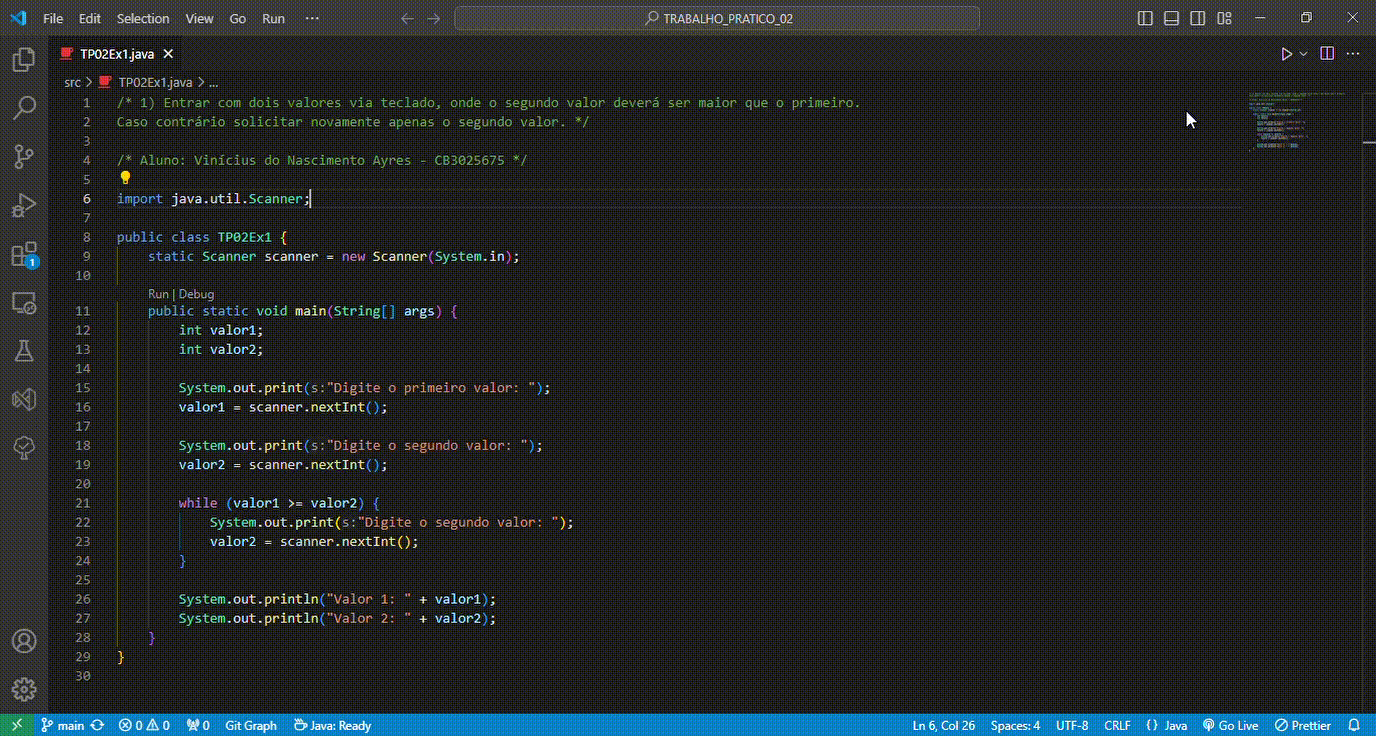 File Edit Selection View Go Run ···
TRABALHO_PRATICO_02
TP02Ex1.java
src > TP02Ex1.java > ...
1 /* 1) Entrar com dois valores via teclado, onde o segundo valor deverá ser maior que o primeiro.
2 Caso contrário solicitar novamente apenas o segundo valor. */
3
4 /* Aluno: Vinícius do Nascimento Ayres - CB3025675 */
5
6 import java.util.Scanner;
7
8 public class TP02Ex1 {
9 static Scanner scanner = new Scanner(System.in);
10
Run | Debug
11 public static void main(String[] args) {
12 int valor1;
13 int valor2;
14
15 System.out.print(s:"Digite o primeiro valor: ");
16 valor1 = scanner.nextInt();
17
18 System.out.print(s:"Digite o segundo valor: ");
19 valor2 = scanner.nextInt();
20
21 while (valor1 >= valor2) {
22 System.out.print(s:"Digite o segundo valor: ");
23 valor2 = scanner.nextInt();
24 }
25
26 System.out.println("Valor 1: " + valor1);
27 System.out.println("Valor 2: " + valor2);
28 }
29 }
30
1
main 0 0 0 Git Graph Java: Ready Ln 6, Col 26 Spaces: 4 UTF-8 CRLF {} Java Go Live Prettier